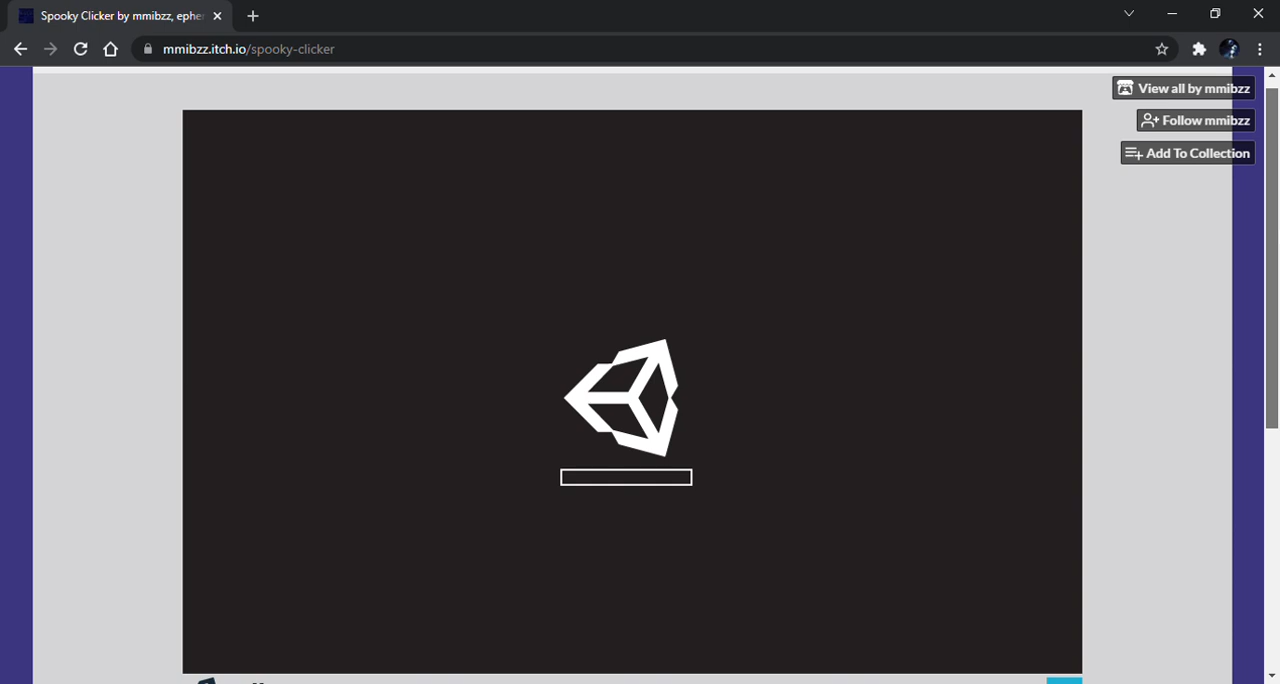 Spooky Clicker by mmibzz, ephe
mmibzz.itch.io/spooky-clicker
View all by mmibzz
Follow mmibzz
Add To Collection